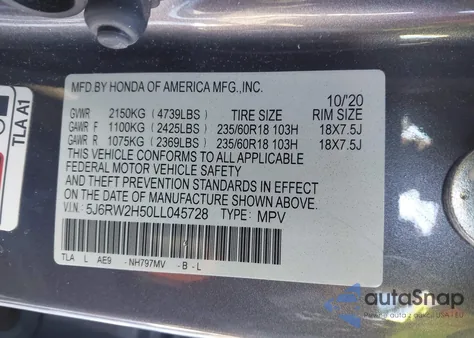 MFD.BY HONDA OF AMERICA MFG.,INC. 10/'20
GVWR 2150KG (4739LBS) TIRE SIZE RIM SIZE
GAWR F 1100KG (2425LBS) 235/60R18 103H 18X7.5J
GAWR R 1075KG (2369LBS) 235/60R18 103H 18X7.5J
THIS VEHICLE CONFORMS TO ALL APPLICABLE
FEDERAL MOTOR VEHICLE SAFETY
AND THEFT PREVENTION STANDARDS IN EFFECT
ON THE DATE OF MANUFACTURE SHOWN ABOVE.
V.I.N.: 5J6RW2H50LL045728 TYPE: MPV
TLA L AE9 - NH797MV - B - L
TLA A1
autoSnap